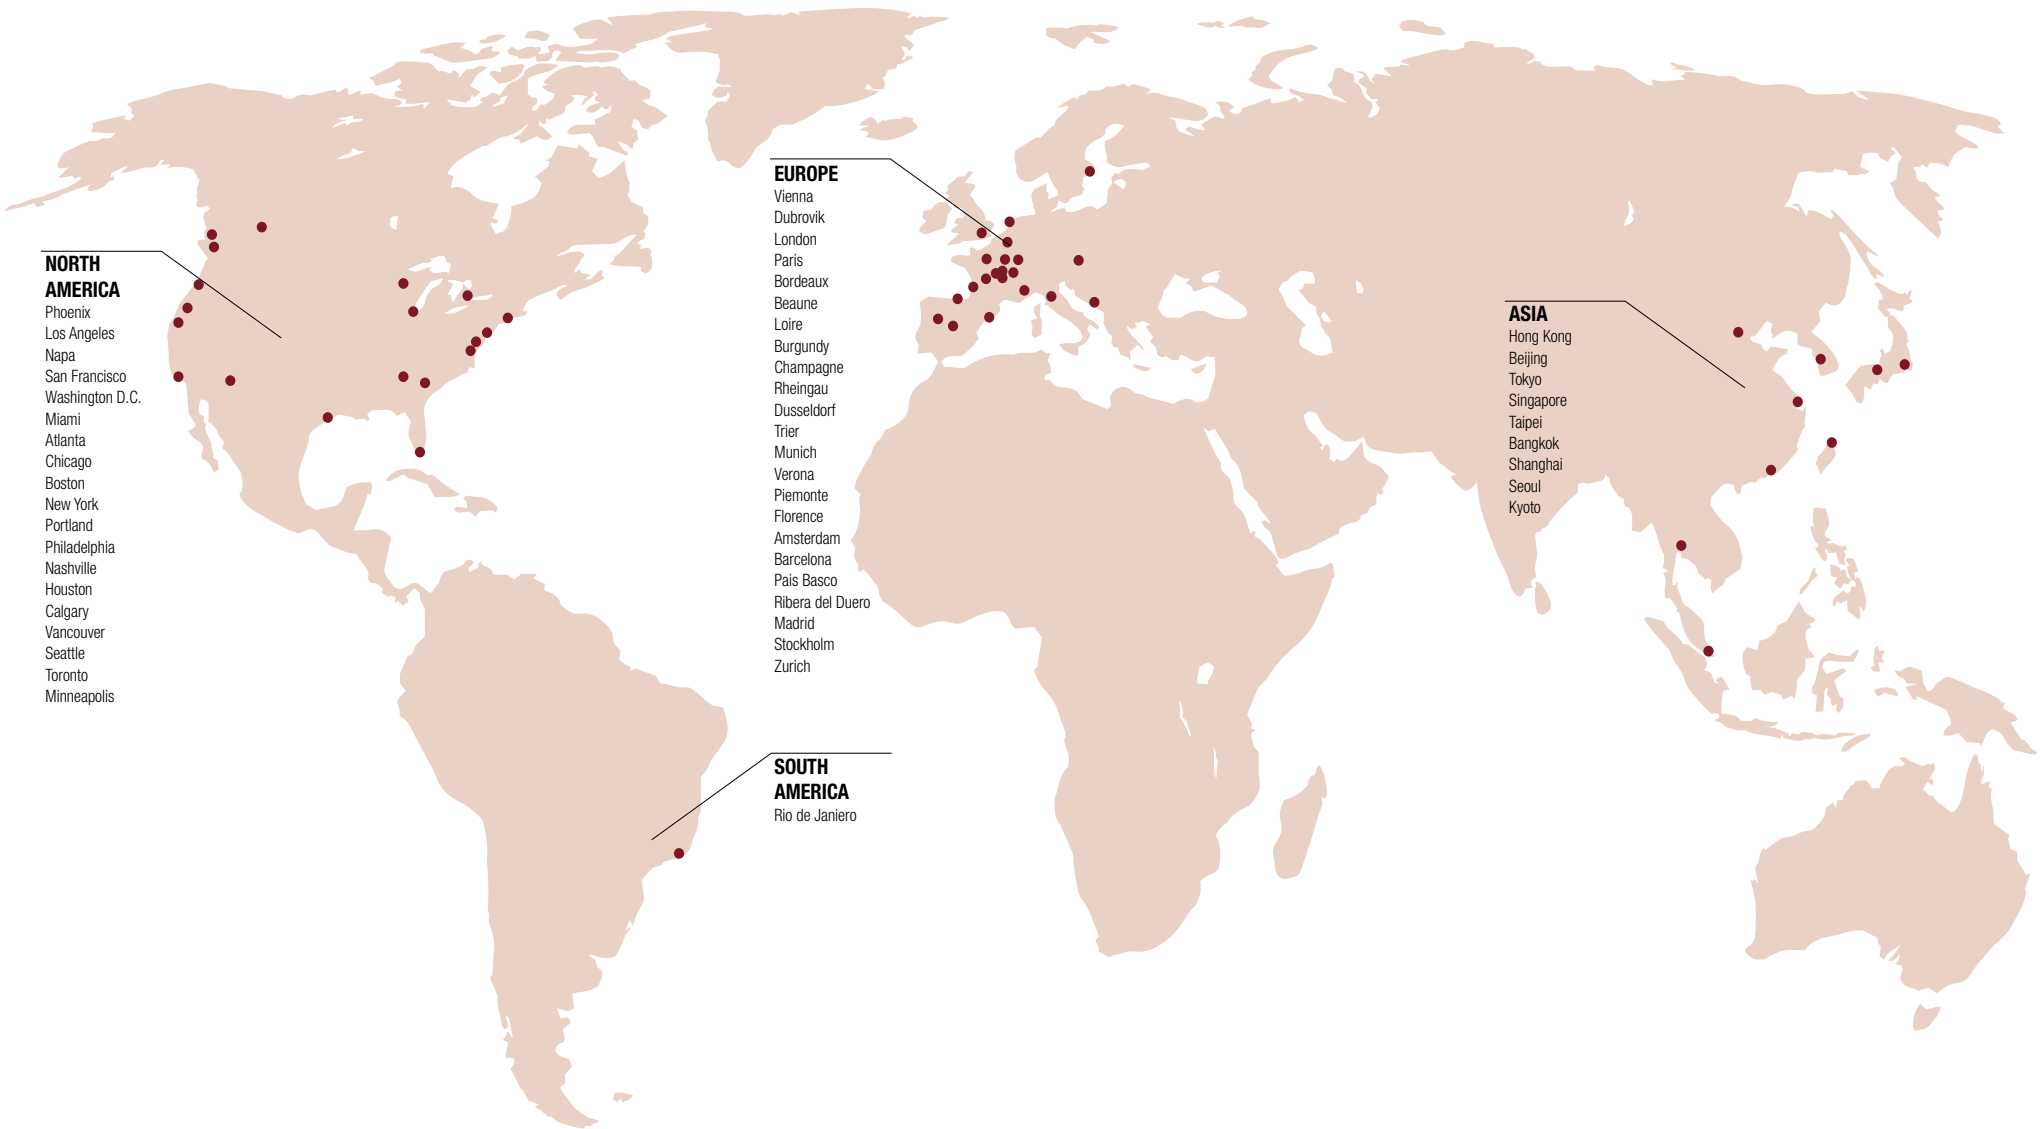 NORTH
AMERICA
Phoenix
Los Angeles
Napa
San Francisco
Washington D.C.
Miami
Atlanta
Chicago
Boston
New York
Portland
Philadelphia
Nashville
Houston
Calgary
Vancouver
Seattle
Toronto
Minneapolis
EUROPE
Vienna
Dubrovik
London
Paris
Bordeaux
Beaune
Loire
Burgundy
Champagne
Rheingau
Dusseldorf
Trier
Munich
Verona
Piemonte
Florence
Amsterdam
Barcelona
Pais Basco
Ribera del Duero
Madrid
Stockholm
Zurich
SOUTH
AMERICA
Rio de Janiero
ASIA
Hong Kong
Beijing
Tokyo
Singapore
Taipei
Bangkok
Shanghai
Seoul
Kyoto